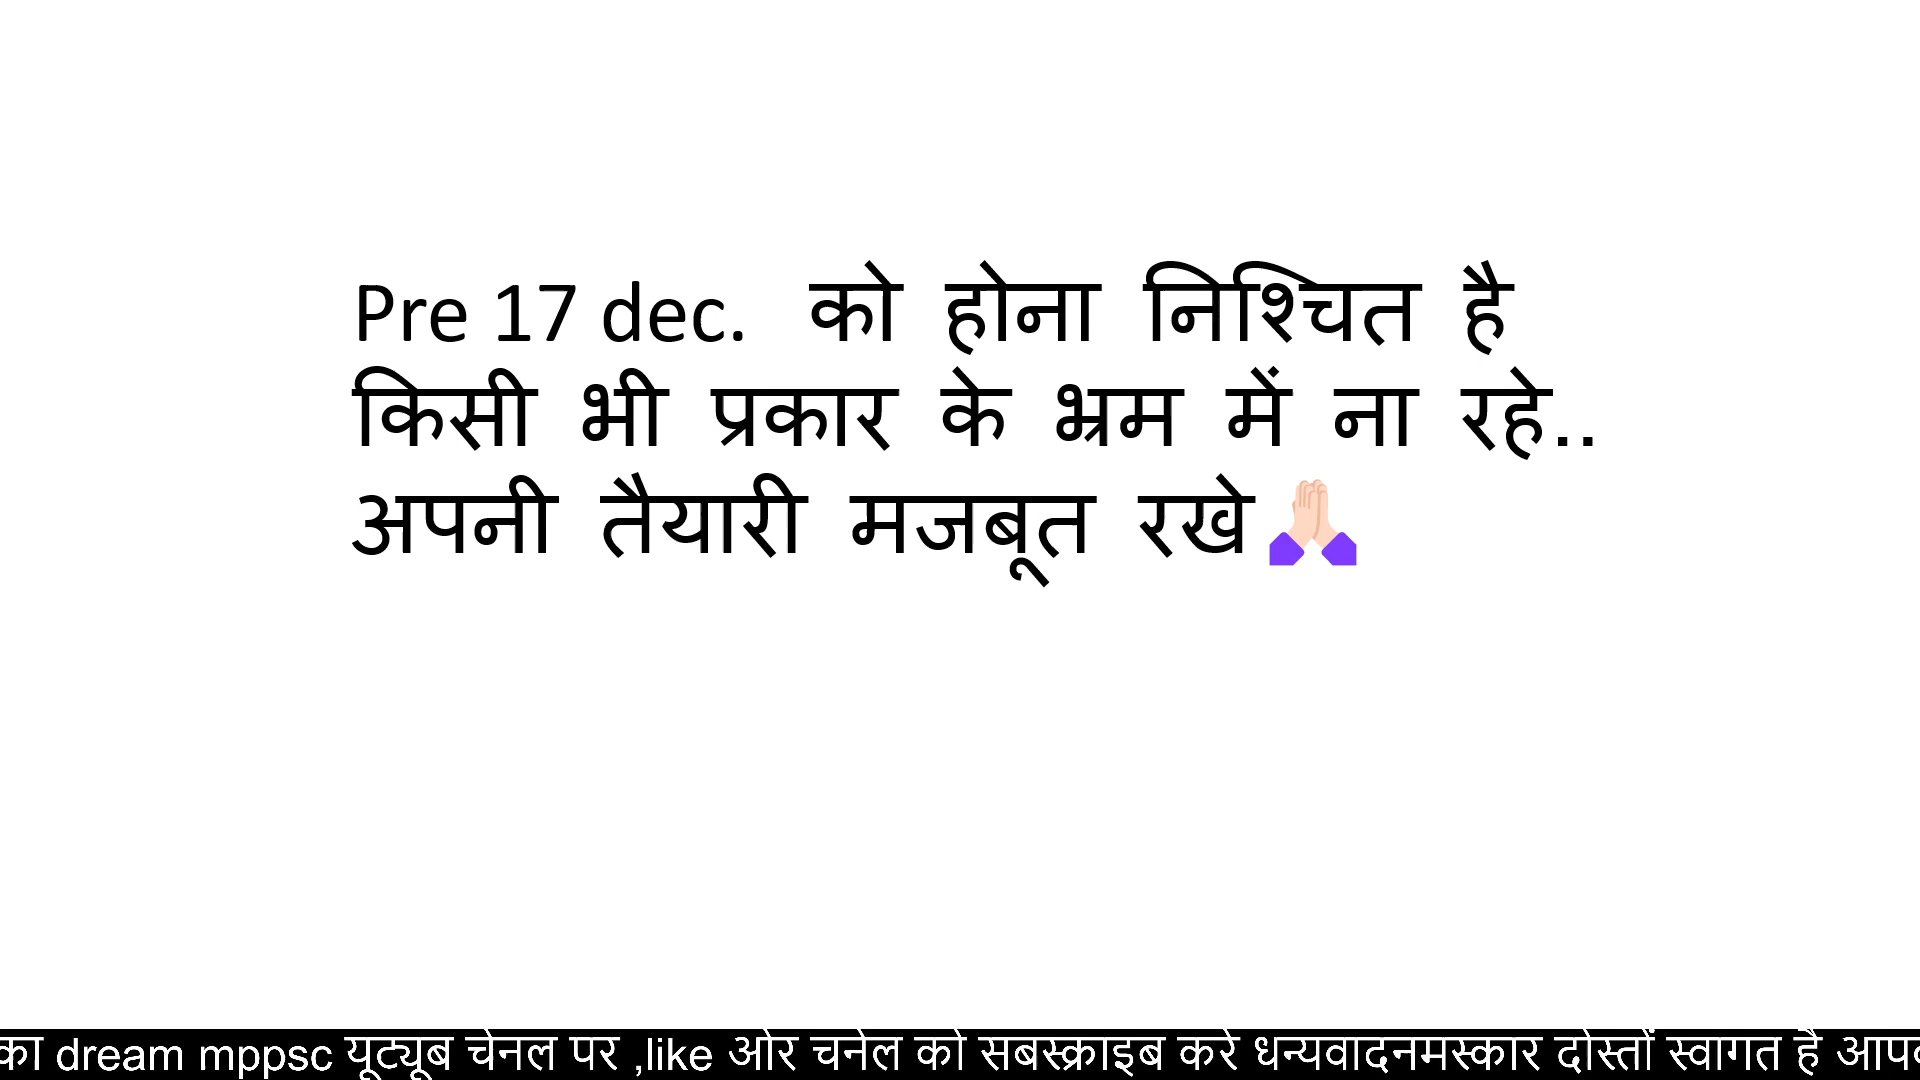 Pre 17 dec. को होना निश्चित है
किसी भी प्रकार के भ्रम में ना रहे..
अपनी तैयारी मजबूत रखे🙏🏻
का dream mppsc यूट्यूब चेनल पर ,like ओर चनेल को सबस्क्राइब करे धन्यवादनमस्कार दोस्तों स्वागत है